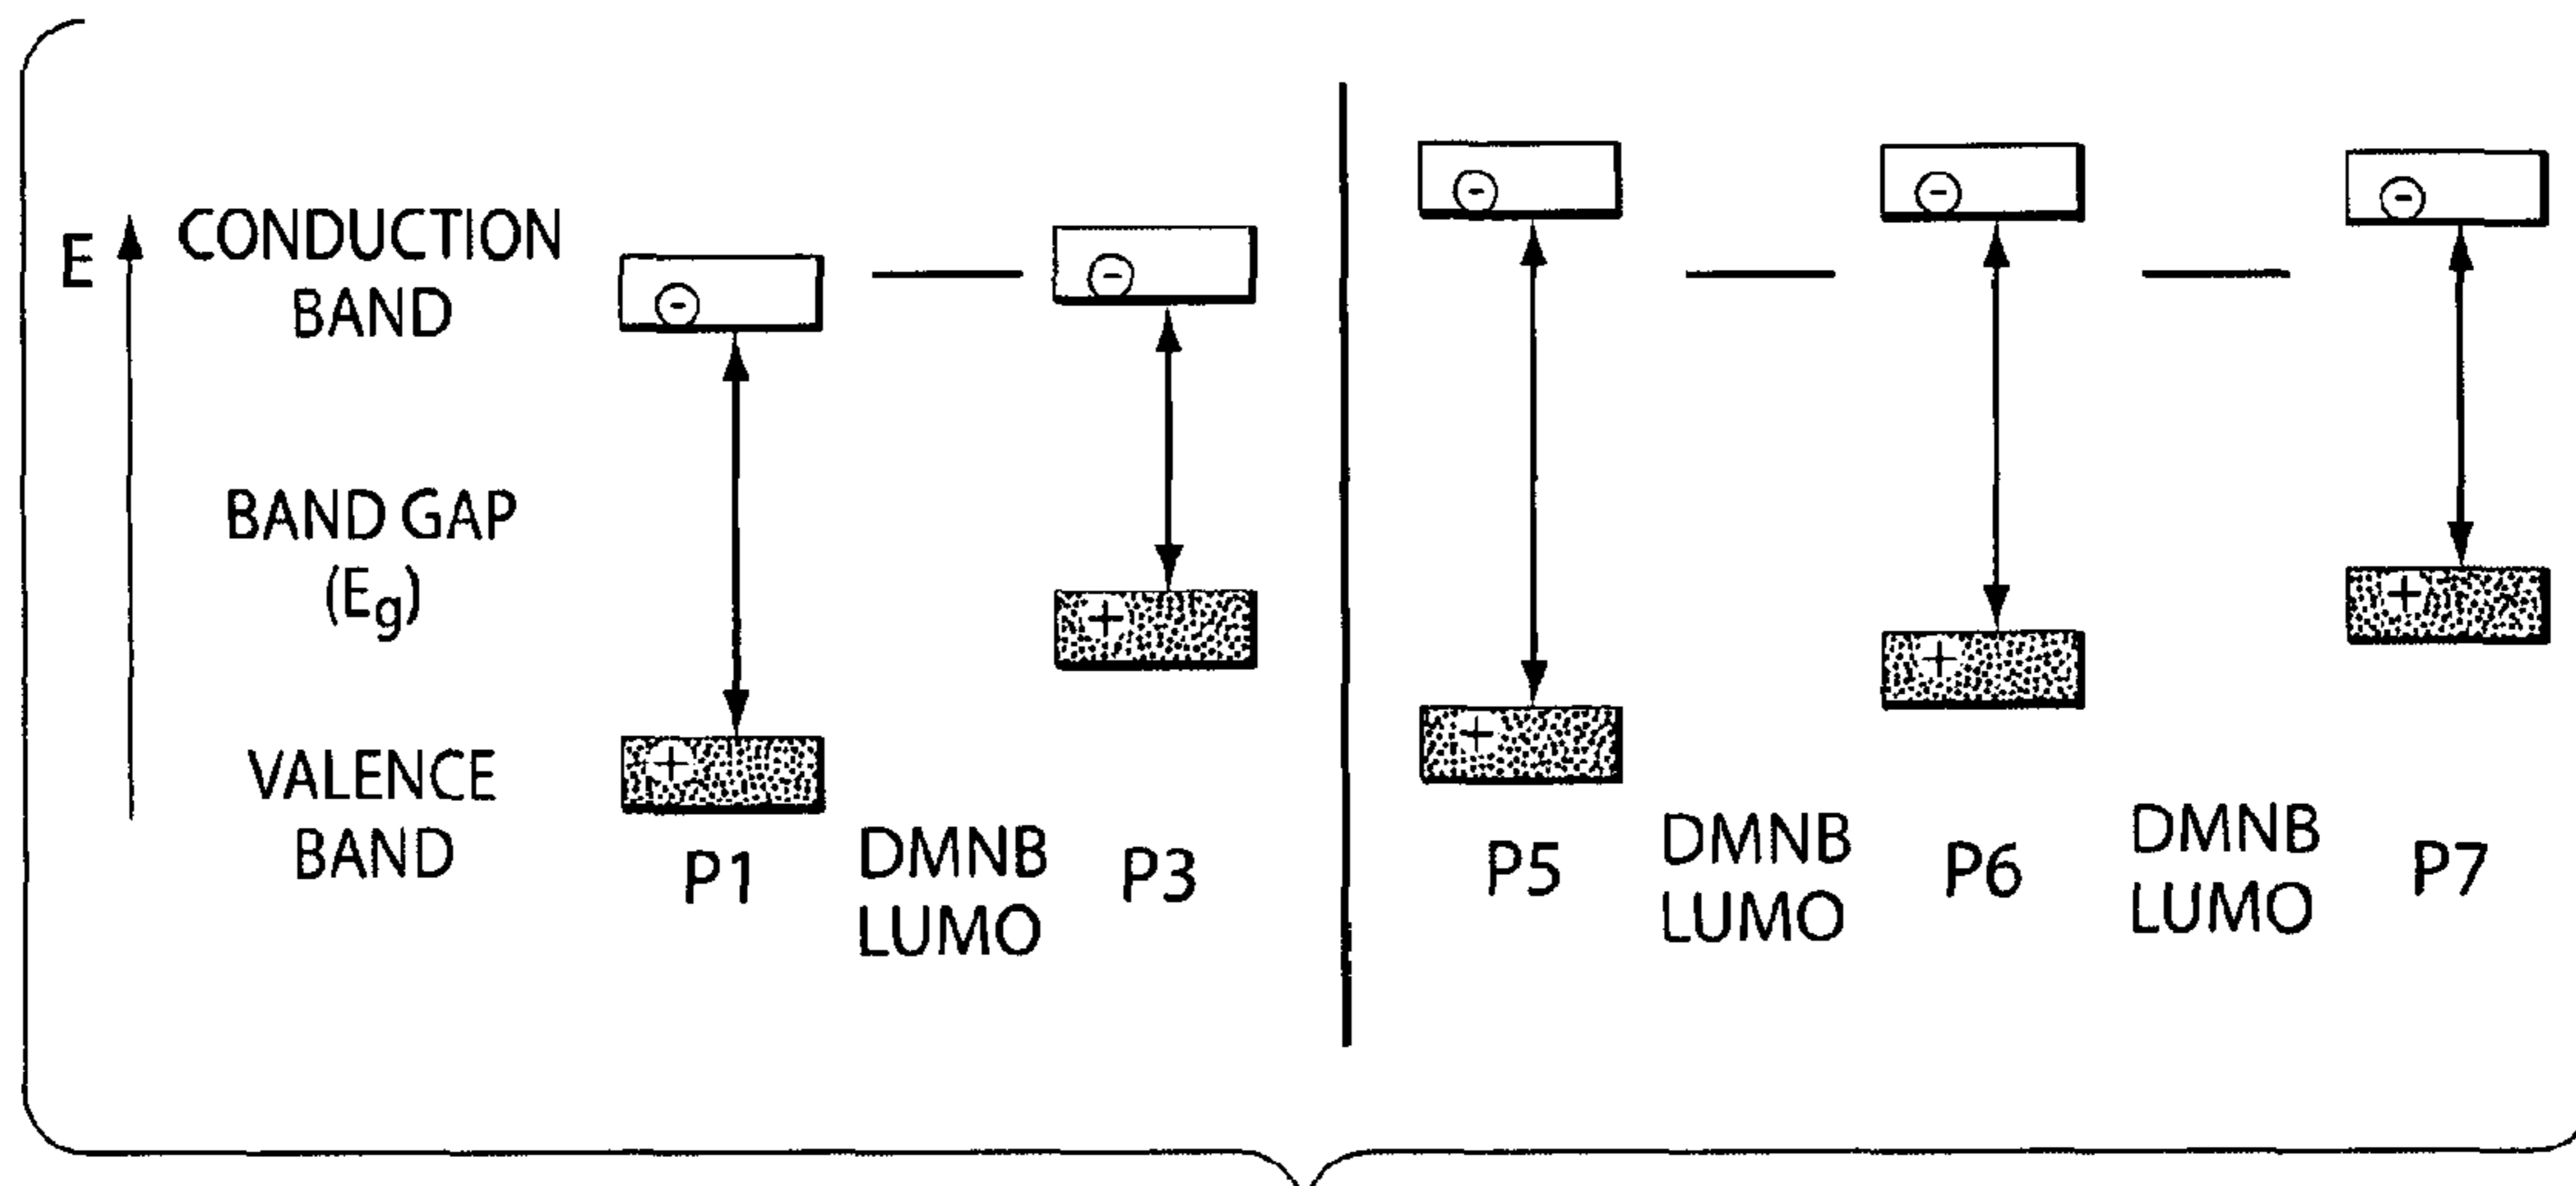 E
CONDUCTION
BAND
BAND GAP
(Eg)
VALENCE
BAND
-
+
P1
DMNB
LUMO
-
+
P3
-
+
P5
DMNB
LUMO
-
+
P6
DMNB
LUMO
-
+
P7